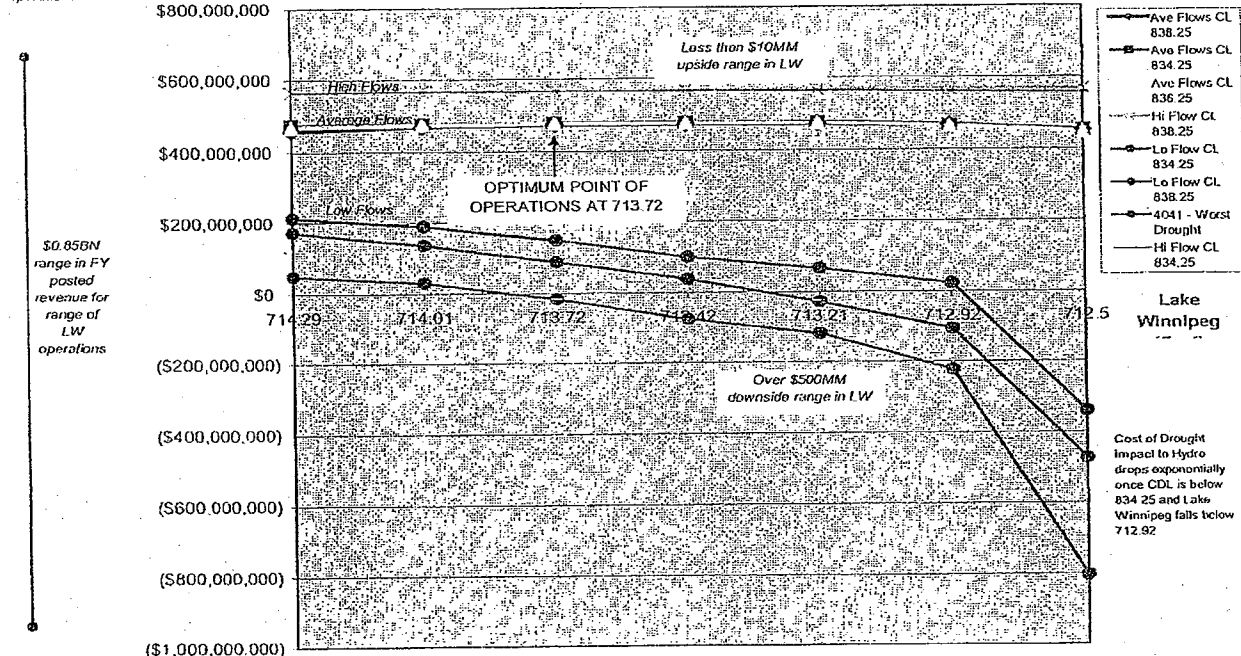 $800,000,000
$600,000,000
$400,000,000
$200,000,000
$0
($200,000,000)
($400,000,000)
($600,000,000)
($800,000,000)
($1,000,000,000)
$0.85BN
range in FY
posted
revenue for
range of
LW
operations
Less than $10MM
upside range in LW
High Flows
Average Flows
OPTIMUM POINT OF
OPERATIONS AT 713.72
Low Flows
714.29
714.01
713.72
713.21
712.92
712.5
Over $500MM
downside range in LW
Ave Flows CL
838.25
Ave Flows CL
834.25
Ave Flows CL
836.25
Hi Flow CL
838.25
Lo Flow CL
834.25
Lo Flow CL
838.25
4041 - Worst
Drought
Hi Flow CL
834.25
Lake
Winnipeg
Cost of Drought
impact to Hydro
drops exponentially
once CDL is below
834.25 and Lake
Winnipeg falls below
712.92